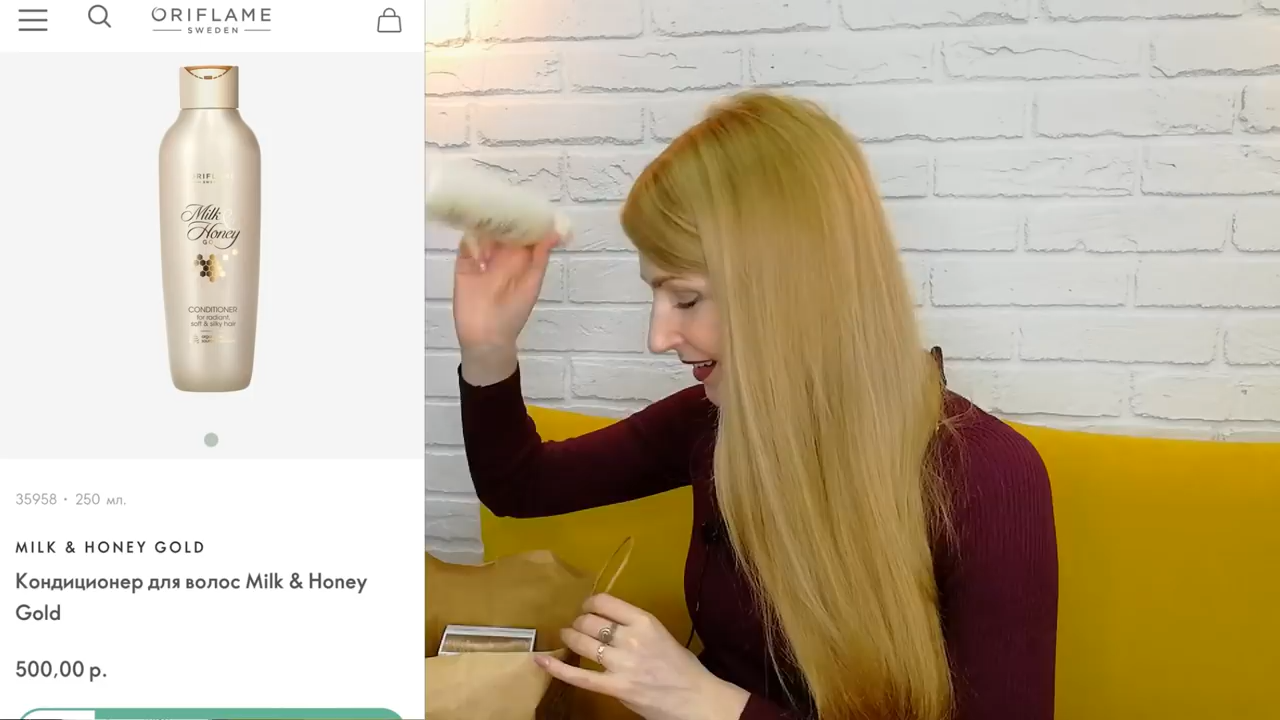 ORIFLAME
SWEDEN
ORIFLAME
Milk &
Honey
GOLD
CONDITIONER
for radiant,
soft & silky hair
35958 · 250 мл.
MILK & HONEY GOLD
Кондиционер для волос Milk & Honey
Gold
500,00 р.